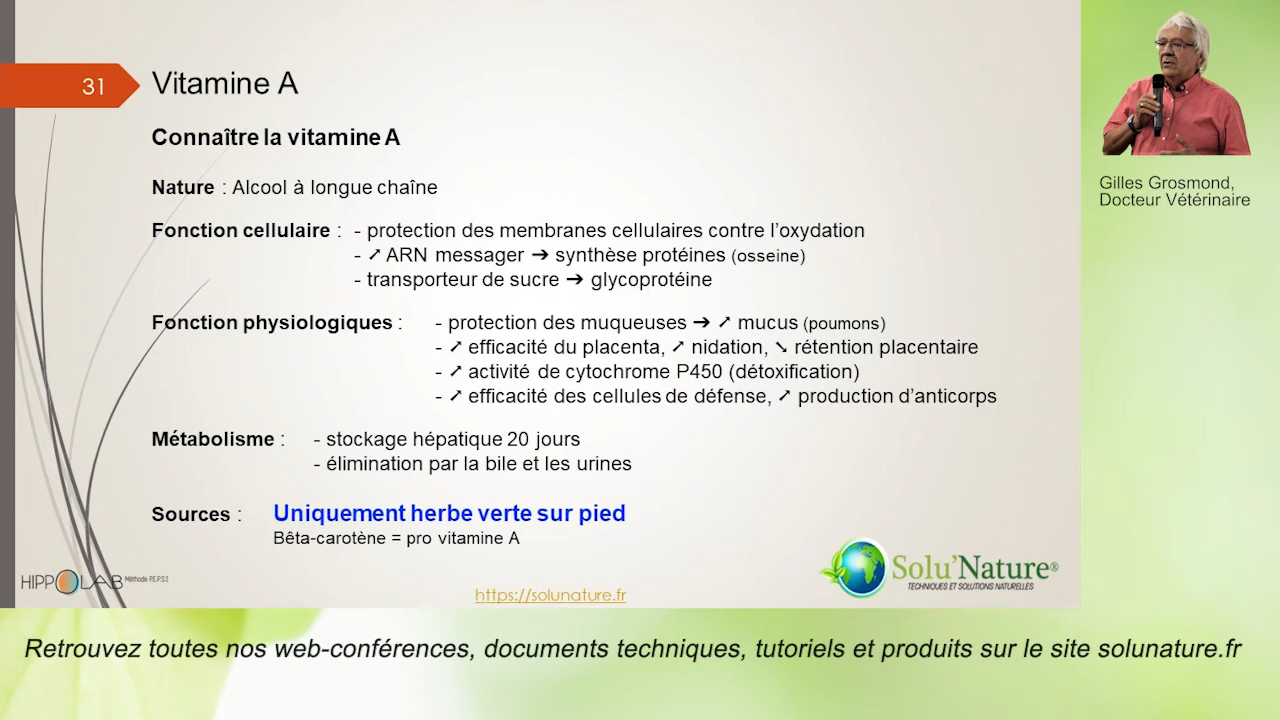 31
Vitamine A
Connaître la vitamine A
Nature : Alcool à longue chaîne
Fonction cellulaire : - protection des membranes cellulaires contre l'oxydation
- ➚ ARN messager ➔ synthèse protéines (osseine)
- transporteur de sucre ➔ glycoprotéine
Fonction physiologiques : - protection des muqueuses ➔ ➚ mucus (poumons)
- ➚ efficacité du placenta, ➚ nidation, ➘ rétention placentaire
- ➚ activité de cytochrome P450 (détoxification)
- ➚ efficacité des cellules de défense, ➚ production d'anticorps
Métabolisme : - stockage hépatique 20 jours
- élimination par la bile et les urines
Sources : Uniquement herbe verte sur pied
Bêta-carotène = pro vitamine A
HIPPOLAB Méthode P.E.P.S.S
https://solunature.fr
Solu'Nature®
TECHNIQUES ET SOLUTIONS NATURELLES
Gilles Grosmond,
Docteur Vétérinaire
Retrouvez toutes nos web-conférences, documents techniques, tutoriels et produits sur le site solunature.fr